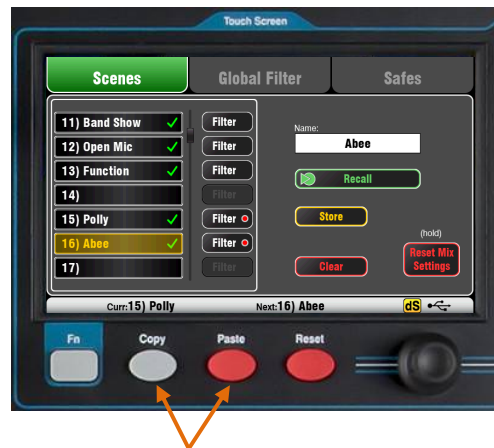 Touch Screen
Scenes
Global Filter
Safes
11) Band Show
Filter
12) Open Mic
Filter
13) Function
Filter
14)
Filter
15) Polly
Filter
16) Abee
Filter
17)
Filter
Name:
Abee
Recall
Store
Clear
(hold)
Reset Mix
Settings
Curr:15) Polly
Next:16) Abee
dS
Fn
Copy
Paste
Reset